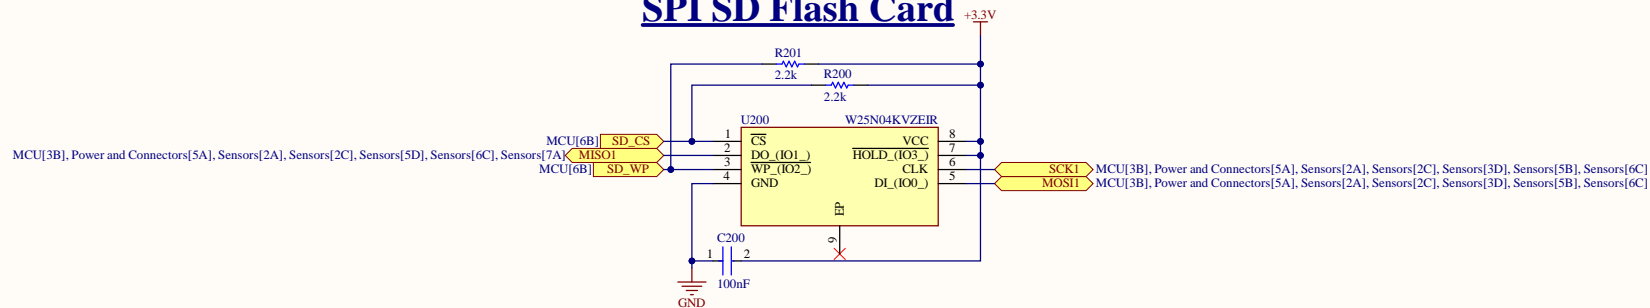 SPI SD Flash Card
+3.3V
R201
2.2k
R200
2.2k
U200
W25N04KVZEIR
MCU[6B] SD_CS 1 CS VCC 8
MCU[3B], Power and Connectors[5A], Sensors[2A], Sensors[2C], Sensors[5D], Sensors[6C], Sensors[7A] MISO1 2 DO_(IO1_) HOLD_(IO3_) 7
MCU[6B] SD_WP 3 WP_(IO2_) CLK 6 SCK1 MCU[3B], Power and Connectors[5A], Sensors[2A], Sensors[2C], Sensors[3D], Sensors[5B], Sensors[6C]
4 GND DI_(IO0_) 5 MOSI1 MCU[3B], Power and Connectors[5A], Sensors[2A], Sensors[2C], Sensors[3D], Sensors[5B], Sensors[6C]
EP
9
C200
1 2
100nF
GND